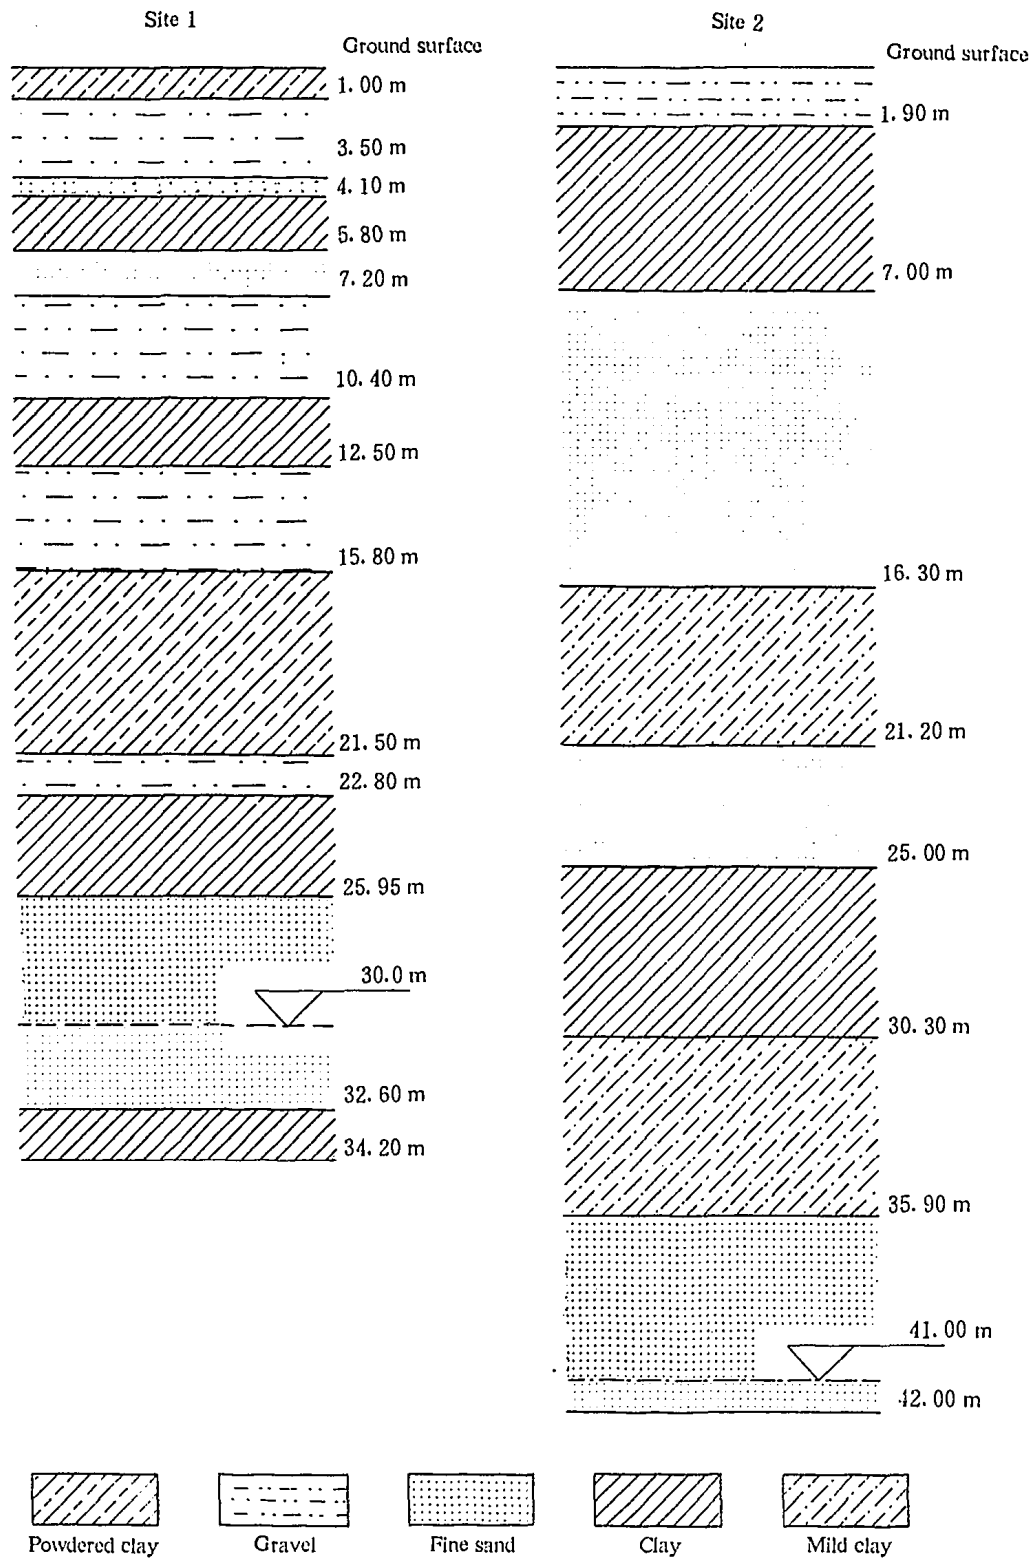 Site 1
Ground surface
1.00 m
3.50 m
4.10 m
5.80 m
7.20 m
10.40 m
12.50 m
15.80 m
21.50 m
22.80 m
25.95 m
30.0 m
32.60 m
34.20 m
Site 2
Ground surface
1.90 m
7.00 m
16.30 m
21.20 m
25.00 m
30.30 m
35.90 m
41.00 m
42.00 m
Powdered clay
Gravel
Fine sand
Clay
Mild clay